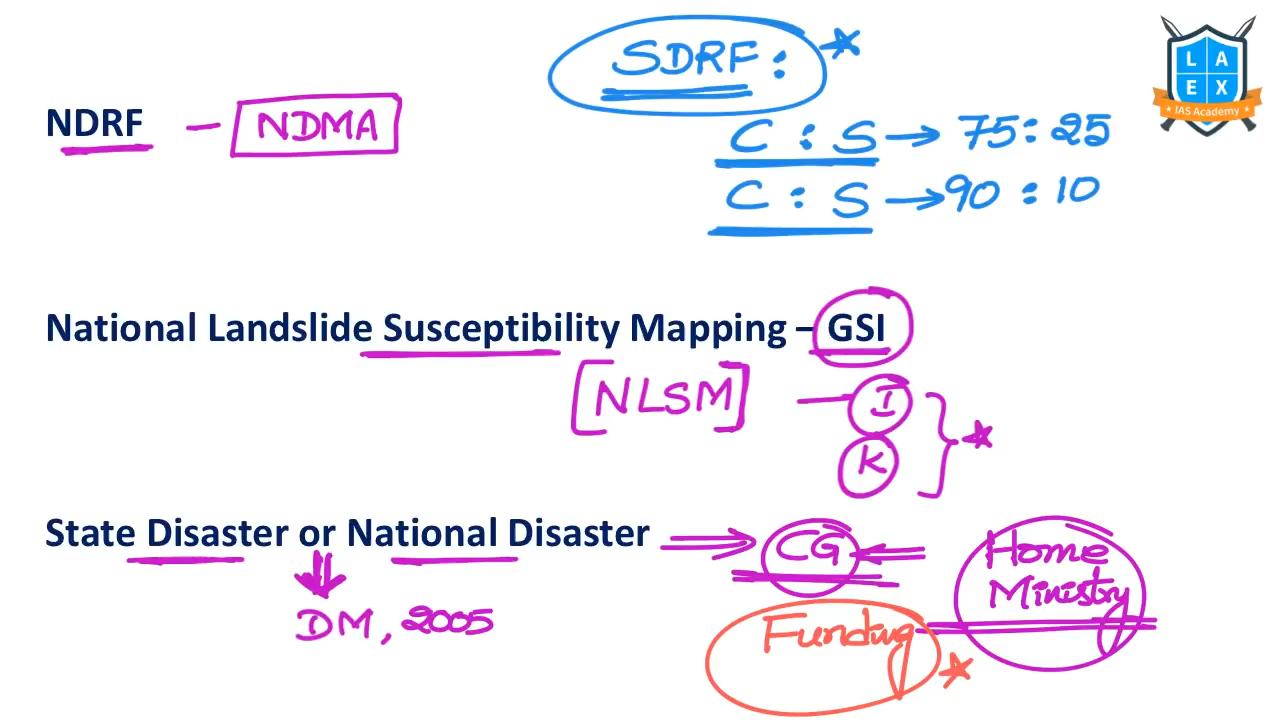 SDRF:
L A
E X
IAS Academy
NDRF — NDMA
C : S → 75:25
C : S → 90:10
National Landslide Susceptibility Mapping – GSI
[NLSM] — I
K
State Disaster or National Disaster ⇒ CG
Home
Ministry
DM, 2005
Funding